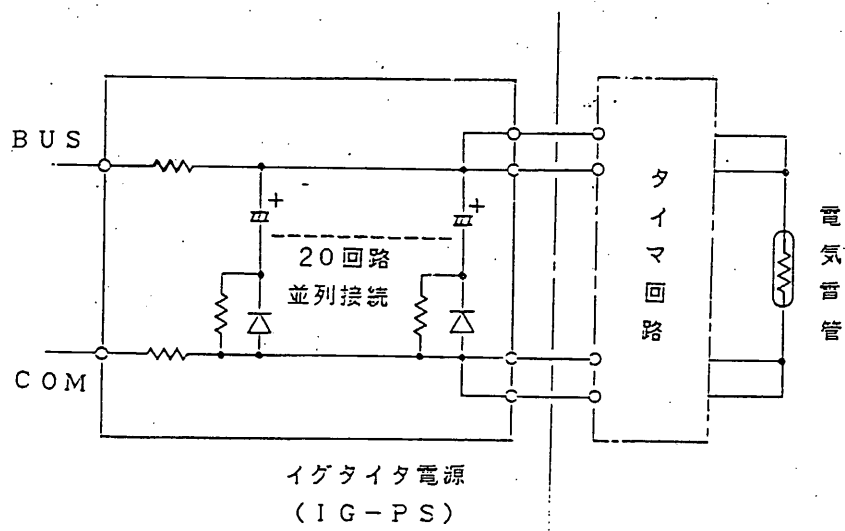 BUS
+
+
20回路
並列接続
COM
タイマ回路
電気雷管
イグタイタ電源
(IG-PS)